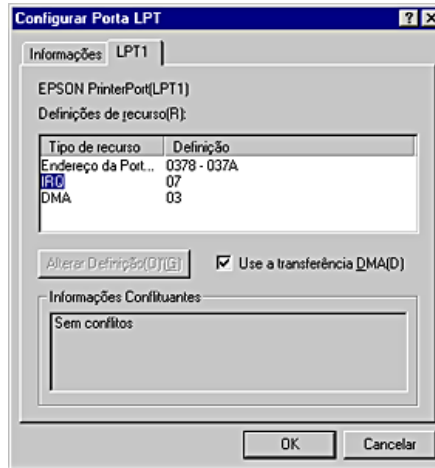 Configurar Porta LPT
Informações LPT1
EPSON PrinterPort(LPT1)
Definições de recurso(R):
Tipo de recurso Definição
Endereço da Port... 0378 - 037A
IRQ 07
DMA 03
Alterar Definição(O)'(G) Use a transferência DMA(D)
Informações Conflituantes
Sem conflitos
OK Cancelar